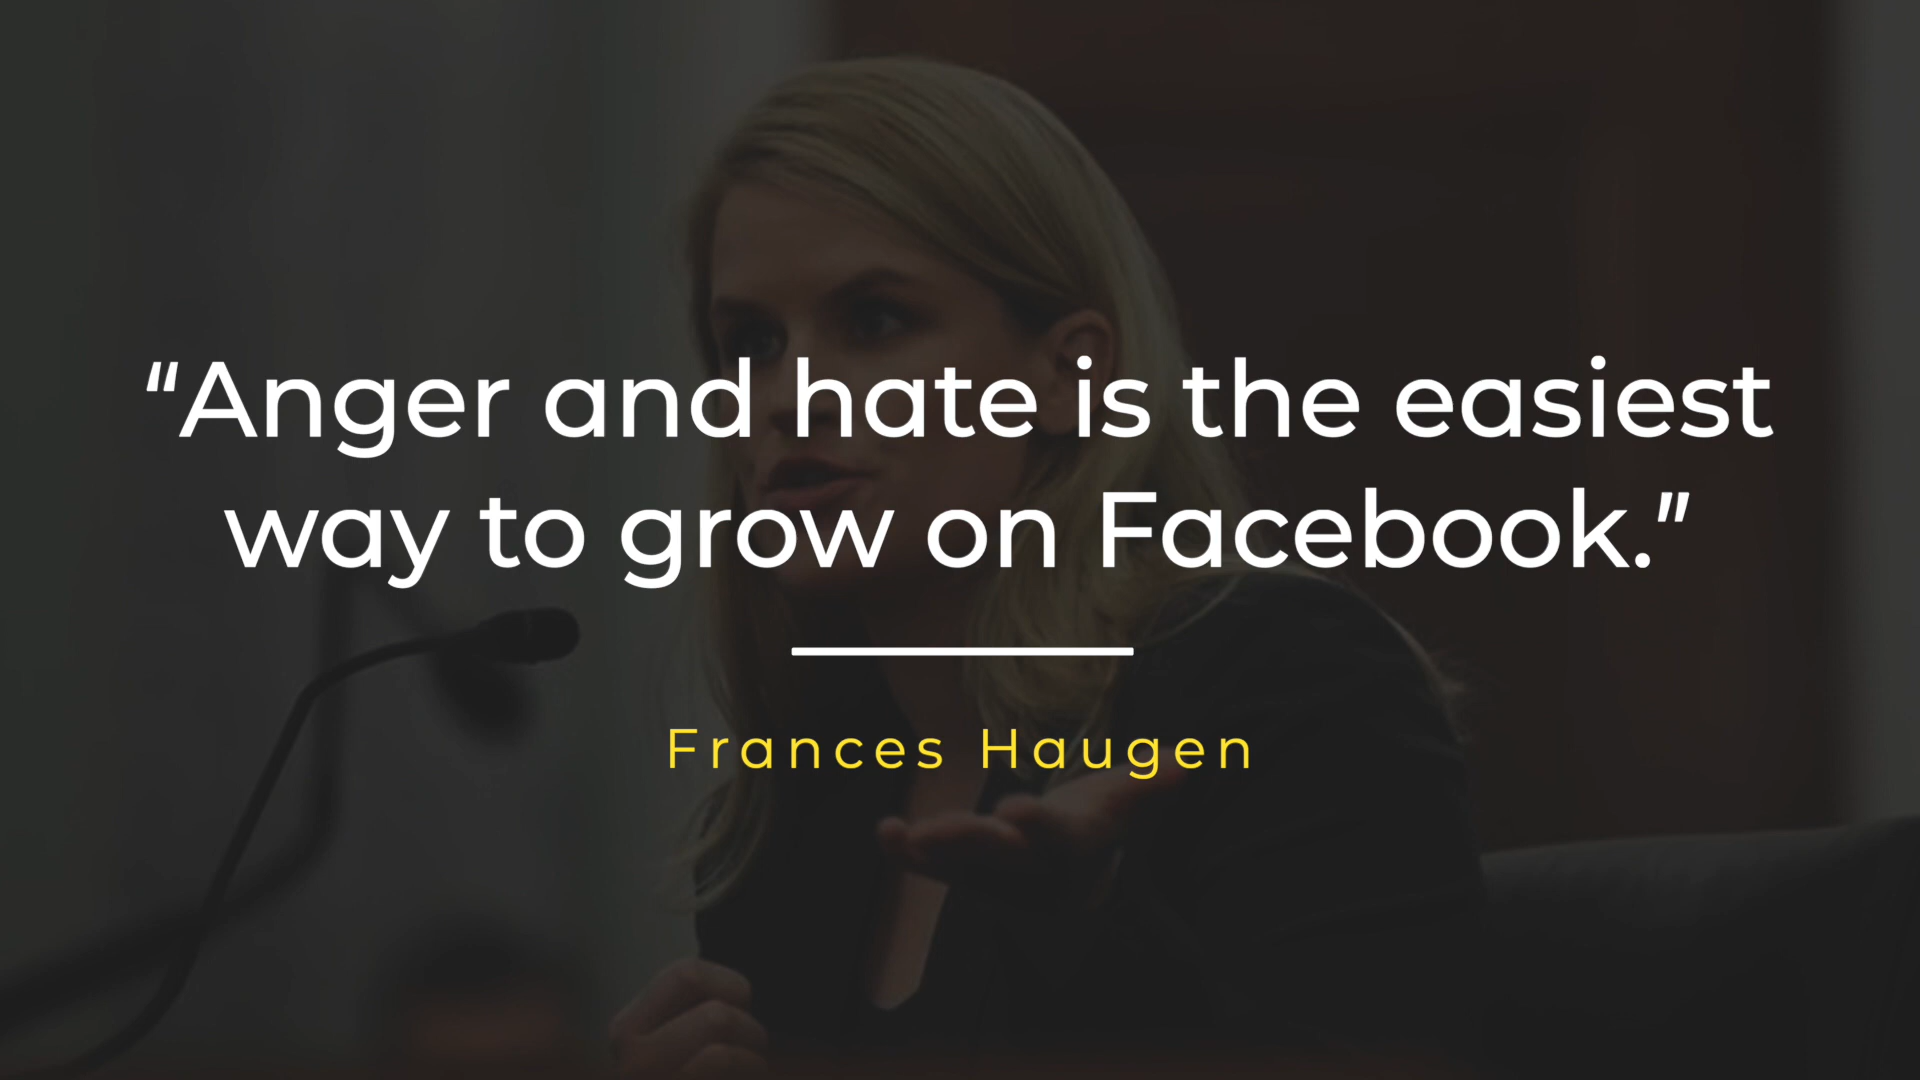 “Anger and hate is the easiest
way to grow on Facebook.”
Frances Haugen